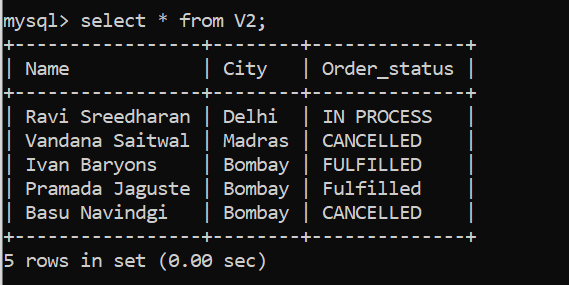 mysql> select * from V2;
+-----------------+--------+--------------+
| Name            | City   | Order_status |
+-----------------+--------+--------------+
| Ravi Sreedharan | Delhi  | IN PROCESS   |
| Vandana Saitwal | Madras | CANCELLED    |
| Ivan Baryons    | Bombay | FULFILLED    |
| Pramada Jaguste | Bombay | Fulfilled    |
| Basu Navindgi   | Bombay | CANCELLED    |
+-----------------+--------+--------------+
5 rows in set (0.00 sec)